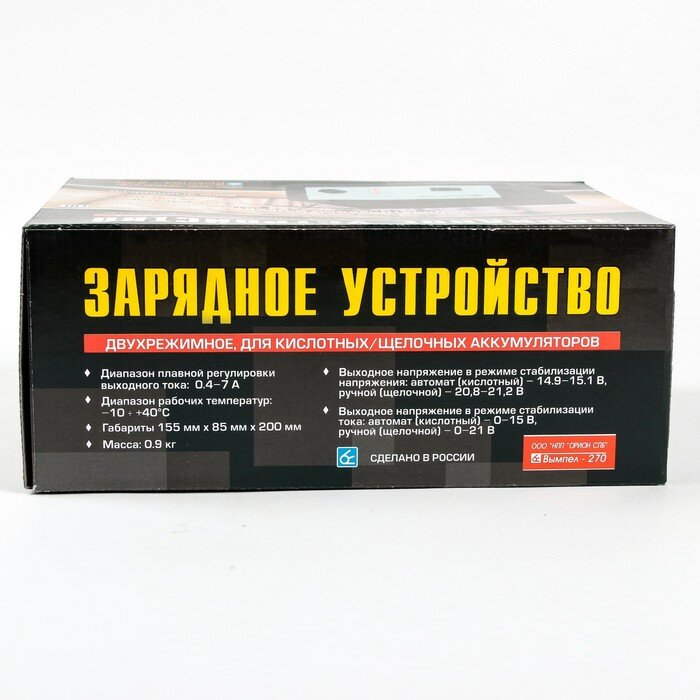 ЗАРЯДНОЕ УСТРОЙСТВО
ДВУХРЕЖИМНОЕ, ДЛЯ КИСЛОТНЫХ/ЩЕЛОЧНЫХ АККУМУЛЯТОРОВ
Диапазон плавной регулировки
выходного тока: 0.4–7 А
Диапазон рабочих температур:
–10 ÷ +40°С
Габариты 155 мм х 85 мм х 200 мм
Масса: 0.9 кг
Выходное напряжение в режиме стабилизации
напряжения: автомат (кислотный) – 14.9–15.1 В,
ручной (щелочной) – 20,8–21,2 В
Выходное напряжение в режиме стабилизации
тока: автомат (кислотный) – 0–15 В,
ручной (щелочной) – 0–21 В
СДЕЛАНО В РОССИИ
ООО "НПП "ОРИОН СПБ"
Вымпел - 270